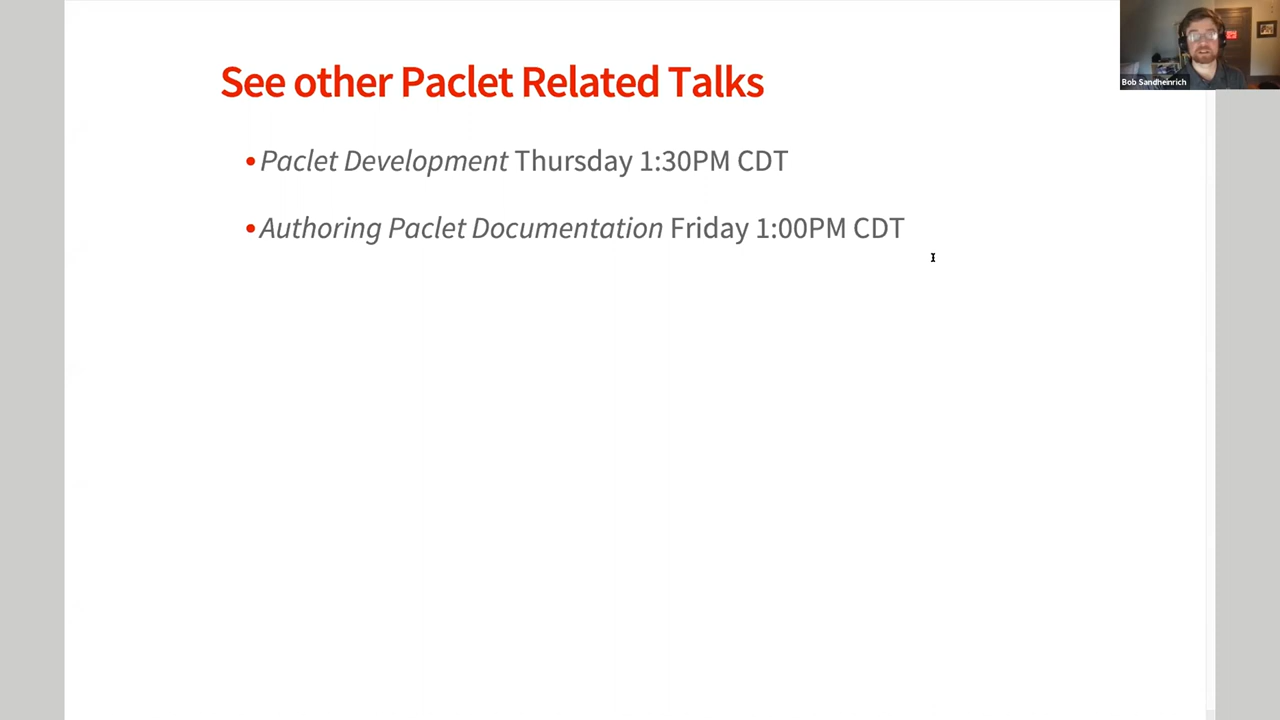 See other Paclet Related Talks
Bob Sandheinrich
•Paclet Development Thursday 1:30PM CDT
•Authoring Paclet Documentation Friday 1:00PM CDT